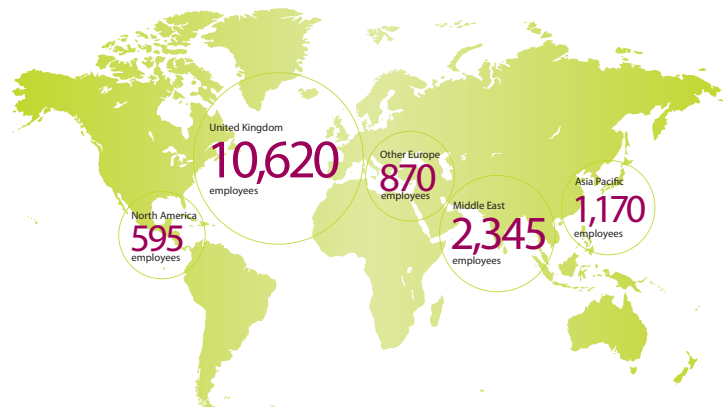 United Kingdom
10,620
employees
Other Europe
870
employees
Asia Pacific
1,170
employees
Middle East
2,345
employees
North America
595
employees